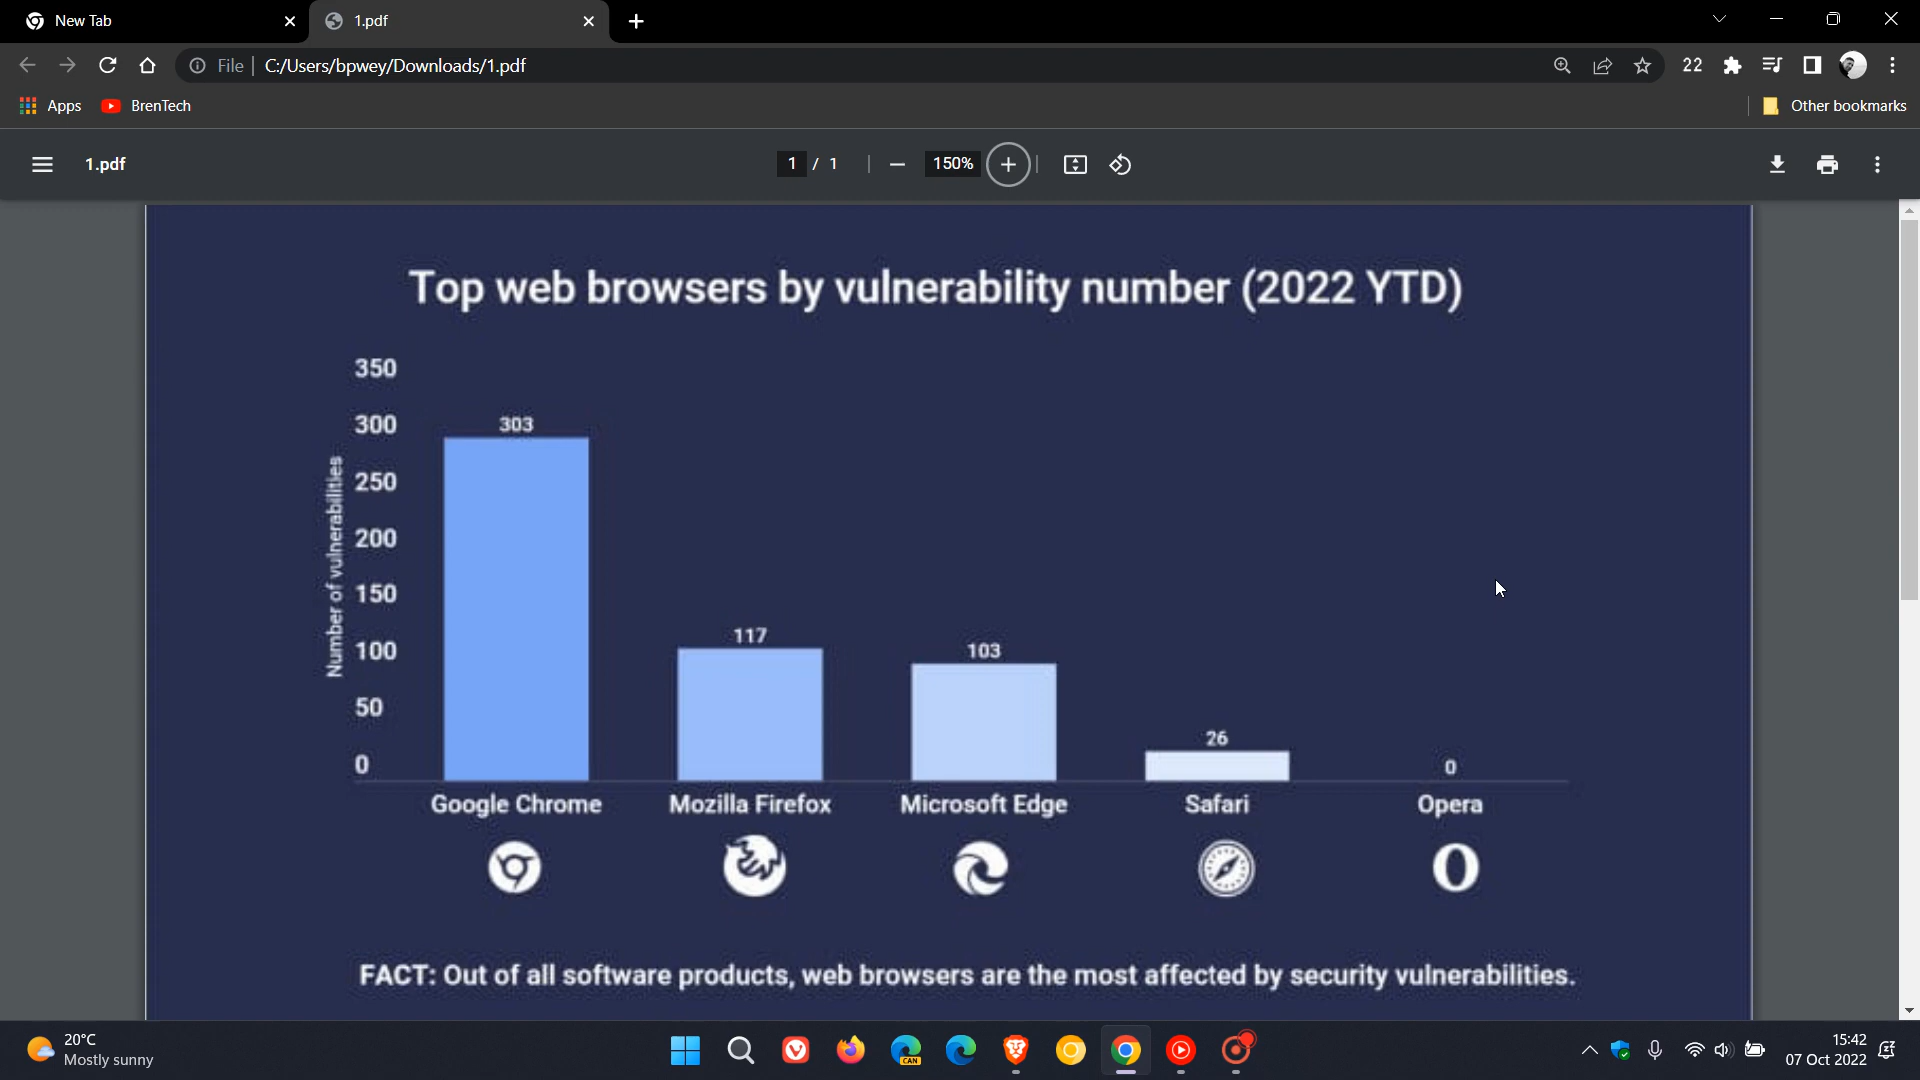 New Tab
1.pdf
File
C:/Users/bpwey/Downloads/1.pdf
22
Apps
BrenTech
Other bookmarks
1.pdf
1 / 1
150%
Top web browsers by vulnerability number (2022 YTD)
Number of vulnerabilities
350
300
250
200
150
100
50
0
303
117
103
26
0
Google Chrome
Mozilla Firefox
Microsoft Edge
Safari
Opera
FACT: Out of all software products, web browsers are the most affected by security vulnerabilities.
20°C
Mostly sunny
CAN
15:42
07 Oct 2022